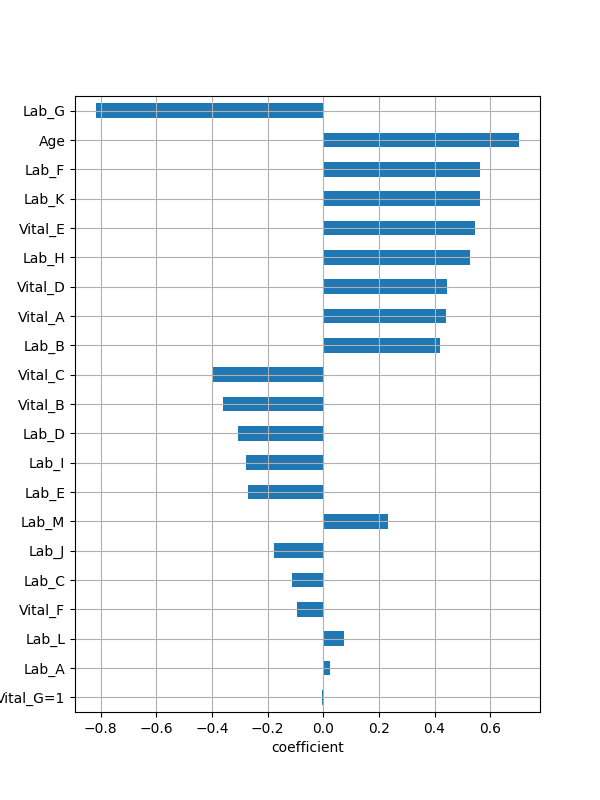 Lab_G
Age
Lab_F
Lab_K
Vital_E
Lab_H
Vital_D
Vital_A
Lab_B
Vital_C
Vital_B
Lab_D
Lab_I
Lab_E
Lab_M
Lab_J
Lab_C
Vital_F
Lab_L
Lab_A
Vital_G=1
−0.8 −0.6 −0.4 −0.2 0.0 0.2 0.4 0.6
coefficient